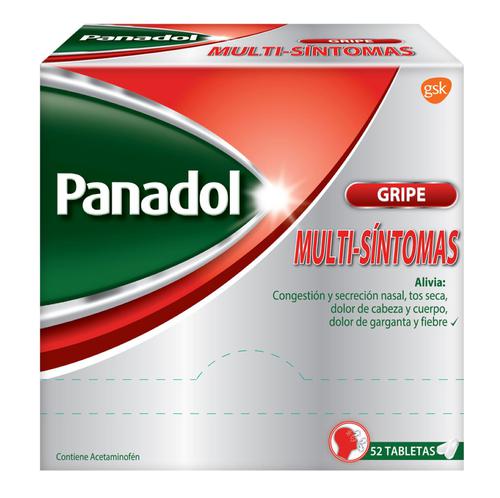 Panadol
GRIPE
MULTI-SÍNTOMAS
gsk
Panadol
GRIPE
MULTI-SÍNTOMAS
Alivia:
Congestión y secreción nasal, tos seca,
dolor de cabeza y cuerpo,
dolor de garganta y fiebre
Contiene Acetaminofén
52 TABLETAS